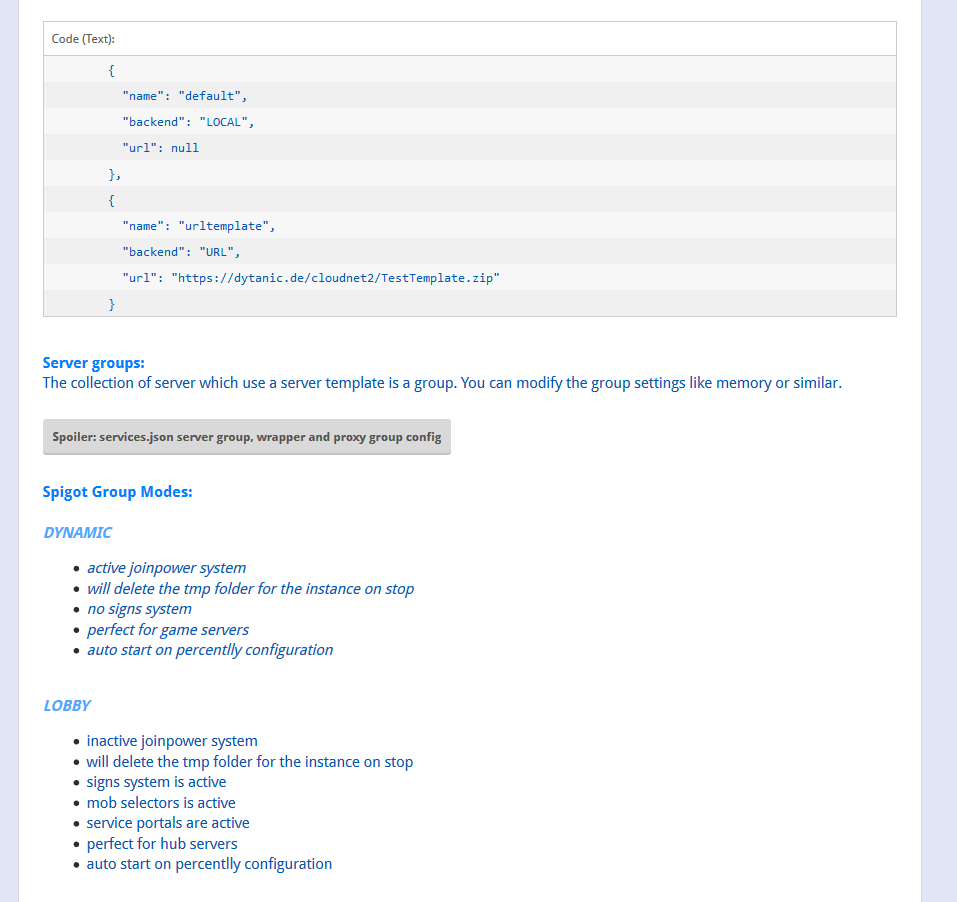 Code (Text):
{
"name": "default",
"backend": "LOCAL",
"url": null
},
{
"name": "urltemplate",
"backend": "URL",
"url": "https://dytanic.de/cloudnet2/TestTemplate.zip"
}
Server groups:
The collection of server which use a server template is a group. You can modify the group settings like memory or similar.
Spoiler: services.json server group, wrapper and proxy group config
Spigot Group Modes:
DYNAMIC
• active joinpower system
• will delete the tmp folder for the instance on stop
• no signs system
• perfect for game servers
• auto start on percentlly configuration
LOBBY
• inactive joinpower system
• will delete the tmp folder for the instance on stop
• signs system is active
• mob selectors is active
• service portals are active
• perfect for hub servers
• auto start on percentlly configuration